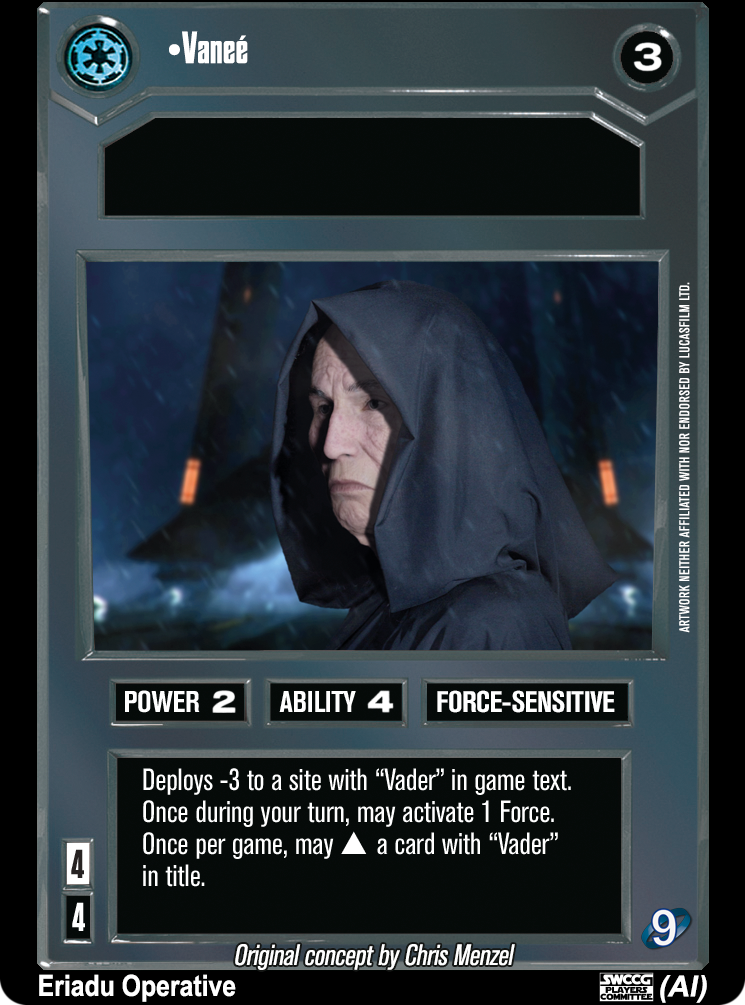 •Vaneé
3
ARTWORK NEITHER AFFILIATED WITH NOR ENDORSED BY LUCASFILM LTD.
POWER 2
ABILITY 4
FORCE-SENSITIVE
Deploys -3 to a site with “Vader” in game text.
Once during your turn, may activate 1 Force.
Once per game, may ▲ a card with “Vader”
in title.
4
4
9
Original concept by Chris Menzel
Eriadu Operative
SWCCG
PLAYERS
COMMITTEE
(AI)